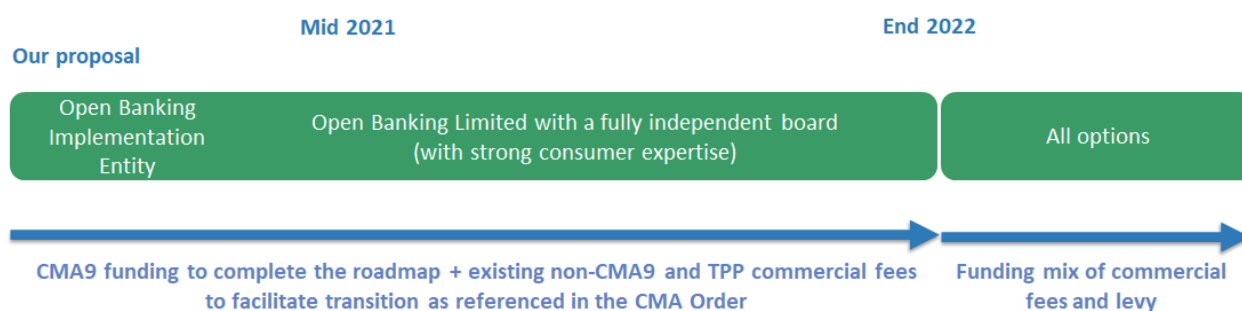 Mid 2021
End 2022
Our proposal
Open Banking
Implementation
Entity
Open Banking Limited with a fully independent board
(with strong consumer expertise)
All options
CMA9 funding to complete the roadmap + existing non-CMA9 and TPP commercial fees
to facilitate transition as referenced in the CMA Order
Funding mix of commercial
fees and levy